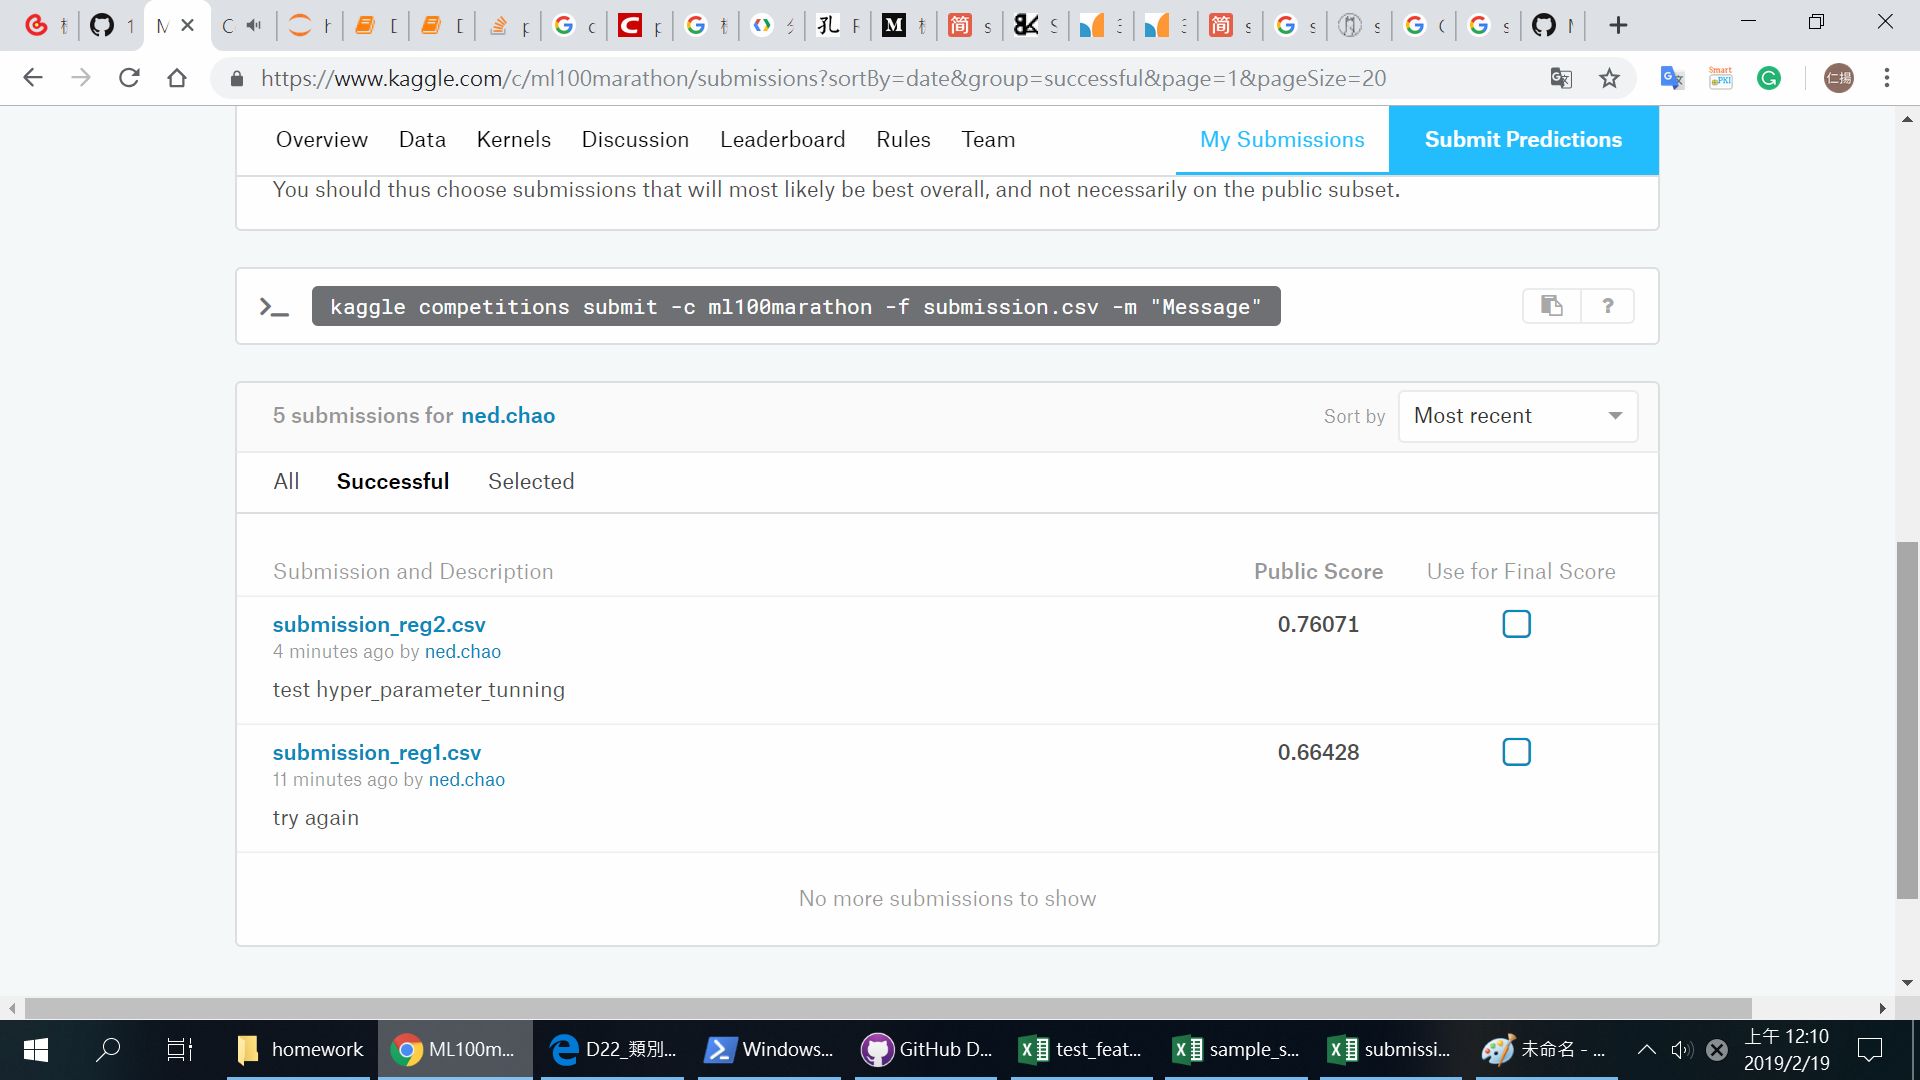 https://www.kaggle.com/c/ml100marathon/submissions?sortBy=date&group=successful&page=1&pageSize=20
Smart
PKI
仁揚
Overview Data Kernels Discussion Leaderboard Rules Team My Submissions Submit Predictions
You should thus choose submissions that will most likely be best overall, and not necessarily on the public subset.
>_ kaggle competitions submit -c ml100marathon -f submission.csv -m "Message" ?
5 submissions for ned.chao Sort by Most recent
All Successful Selected
Submission and Description Public Score Use for Final Score
submission_reg2.csv 0.76071
4 minutes ago by ned.chao
test hyper_parameter_tunning
submission_reg1.csv 0.66428
11 minutes ago by ned.chao
try again
No more submissions to show
homework ML100m... D22_類別... Windows... GitHub D... test_feat... sample_s... submissi... 未命名 - ... 上午 12:10
2019/2/19